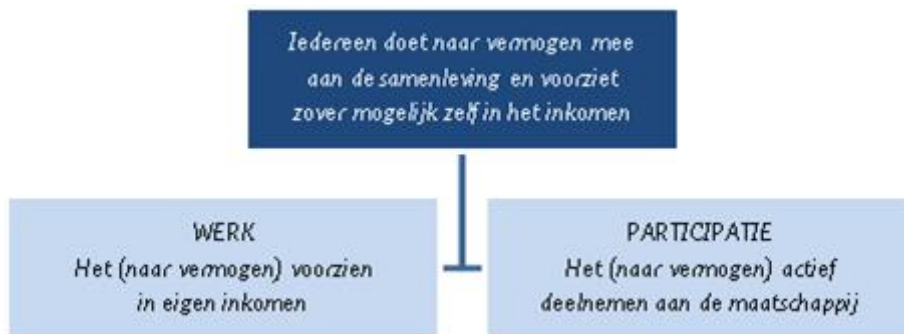 Iedereen doet naar vermogen mee
aan de samenleving en voorziet
zover mogelijk zelf in het inkomen
WERK
Het (naar vermogen) voorzien
in eigen inkomen
PARTICIPATIE
Het (naar vermogen) actief
deelnemen aan de maatschappij